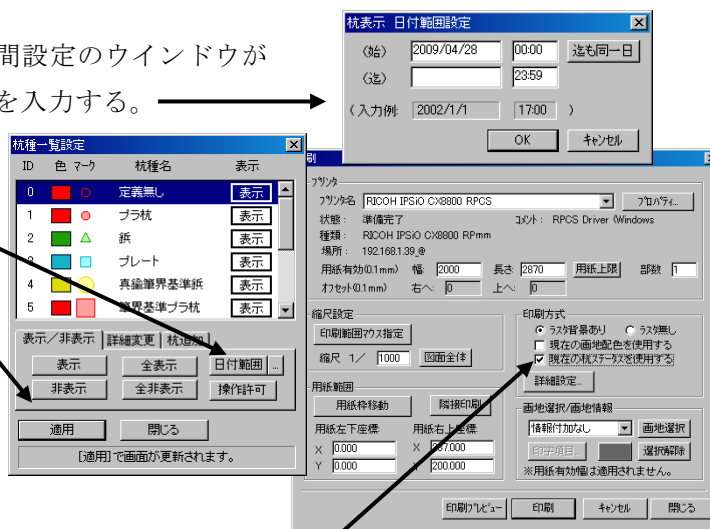 間設定のウインドウが
を入力する。
杭表示 日付範囲設定
(始) 2009/04/28 00:00 迄も同一日
(迄) 23:59
(入力例: 2002/1/1 17:00 )
OK キャンセル
杭種一覧設定
ID 色 マーク 杭種名 表示
0 定義無し 表示
1 プラ杭 表示
2 鋲 表示
3 プレート 表示
4 真鍮筆界基準鋲 表示
5 筆界基準プラ杭 表示
表示/非表示 詳細変更 杭追加
表示 全表示 日付範囲 ...
非表示 全非表示 操作許可
適用 閉じる
[適用]で画面が更新されます。
刷
プリンタ
プリンタ名 RICOH IPSiO CX8800 RPCS プロパティ...
状態: 準備完了 コメント: RPCS Driver (Windows
種類: RICOH IPSiO CX8800 RPmm
場所: 192.168.1.39_@
用紙有効(0.1mm) 幅: 2000 長さ: 2870 用紙上限 部数 1
オフセット(0.1mm) 右へ: 0 上へ: 0
縮尺設定
印刷範囲マウス指定
縮尺 1/ 1000 図面全体
印刷方式
ラスタ背景あり ラスタ無し
現在の画地配色を使用する
現在の杭ステータスを使用する
詳細設定...
用紙範囲
用紙枠移動 隣接印刷
用紙左下座標: 用紙右上座標:
X 0.000 X 287.000
Y 0.000 Y 200.000
画地選択/画地情報
情報付加なし 画地選択
印字項目... 選択解除
※用紙有効幅は適用されません。
印刷プレビュー 印刷 キャンセル 閉じる